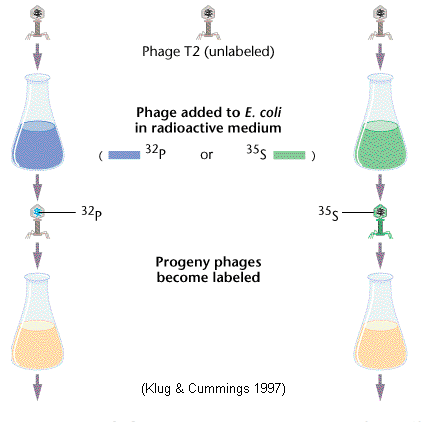 Phage T2 (unlabeled)
Phage added to E. coli
in radioactive medium
( ³²P or ³⁵S )
³²P
³⁵S
Progeny phages
become labeled
(Klug & Cummings 1997)